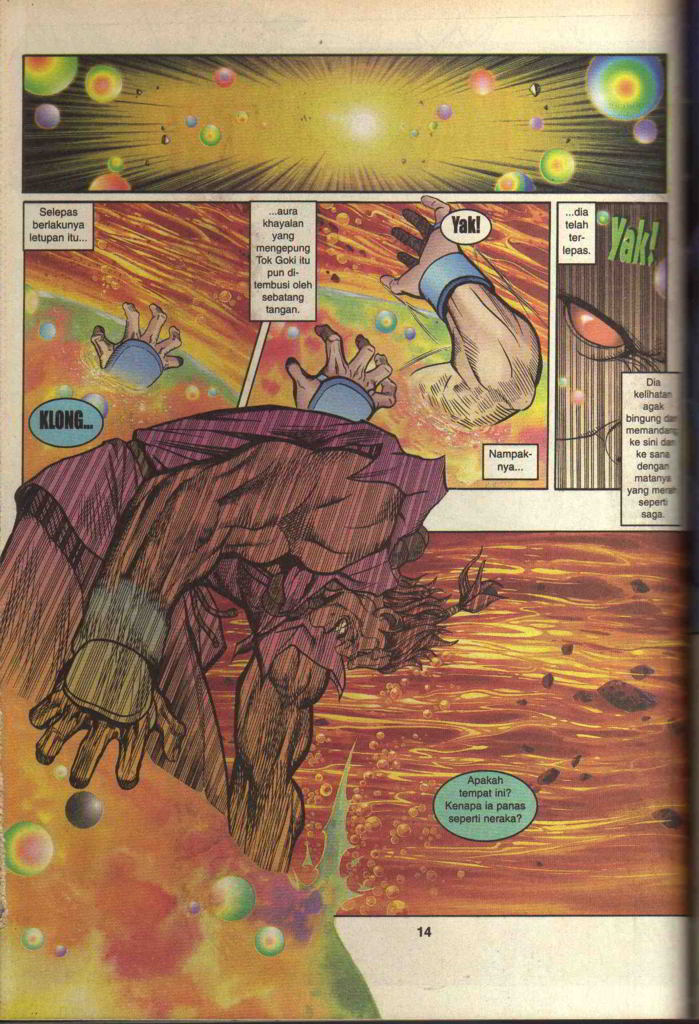 Selepas
berlakunya
letupan itu...
...aura
khayalan
yang
mengepung
Tok Goki itu
pun di-
tembusi oleh
sebatang
tangan.
Yak!
...dia
telah
ter-
lepas.
Yak!
KLONG...
Nampak-
nya...
Dia
kelihatan
agak
bingung dan
memandang
ke sini dan
ke sana
dengan
matanya
yang merah
seperti
saga.
Apakah
tempat ini?
Kenapa ia panas
seperti neraka?
14